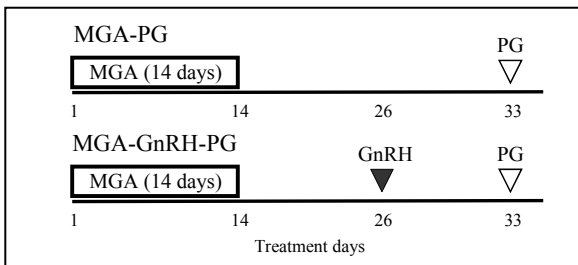 MGA-PG
PG
MGA (14 days)
1 14 26 33
MGA-GnRH-PG
GnRH PG
MGA (14 days)
1 14 26 33
Treatment days